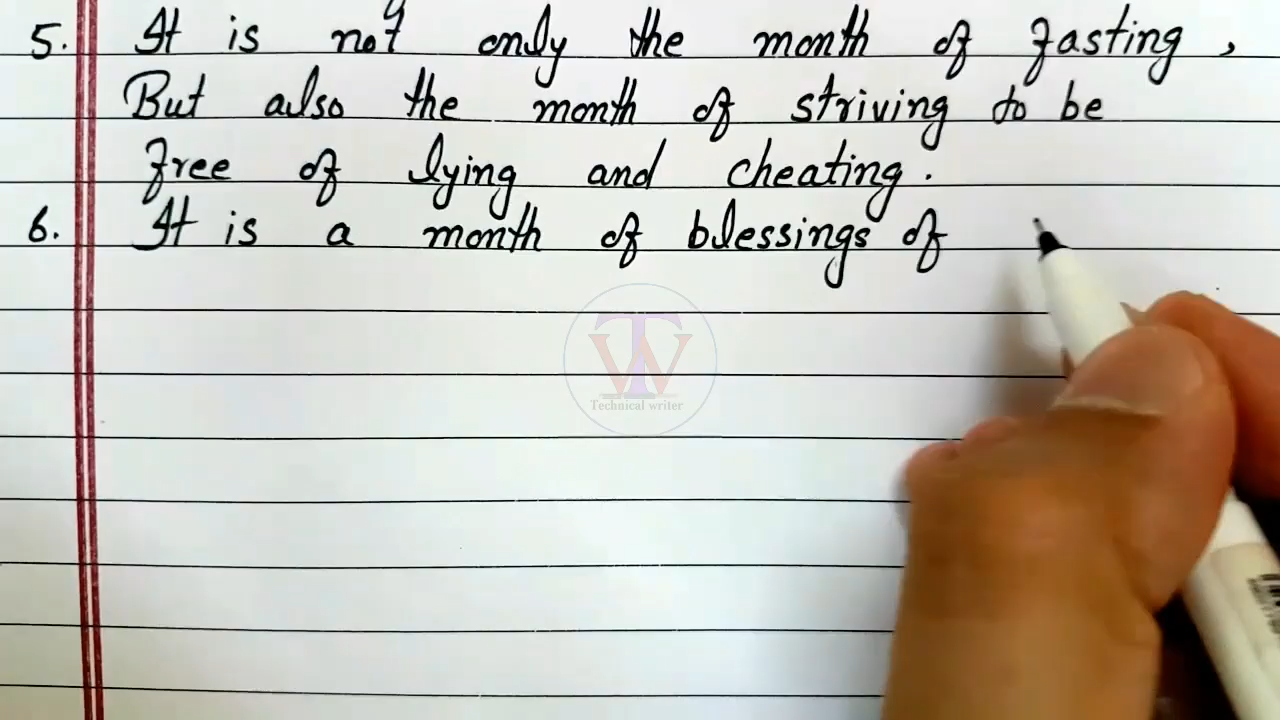 5. It is not only the month of fasting,
But also the month of striving to be
free of lying and cheating.
6. It is a month of blessings of
TW
Technical writer